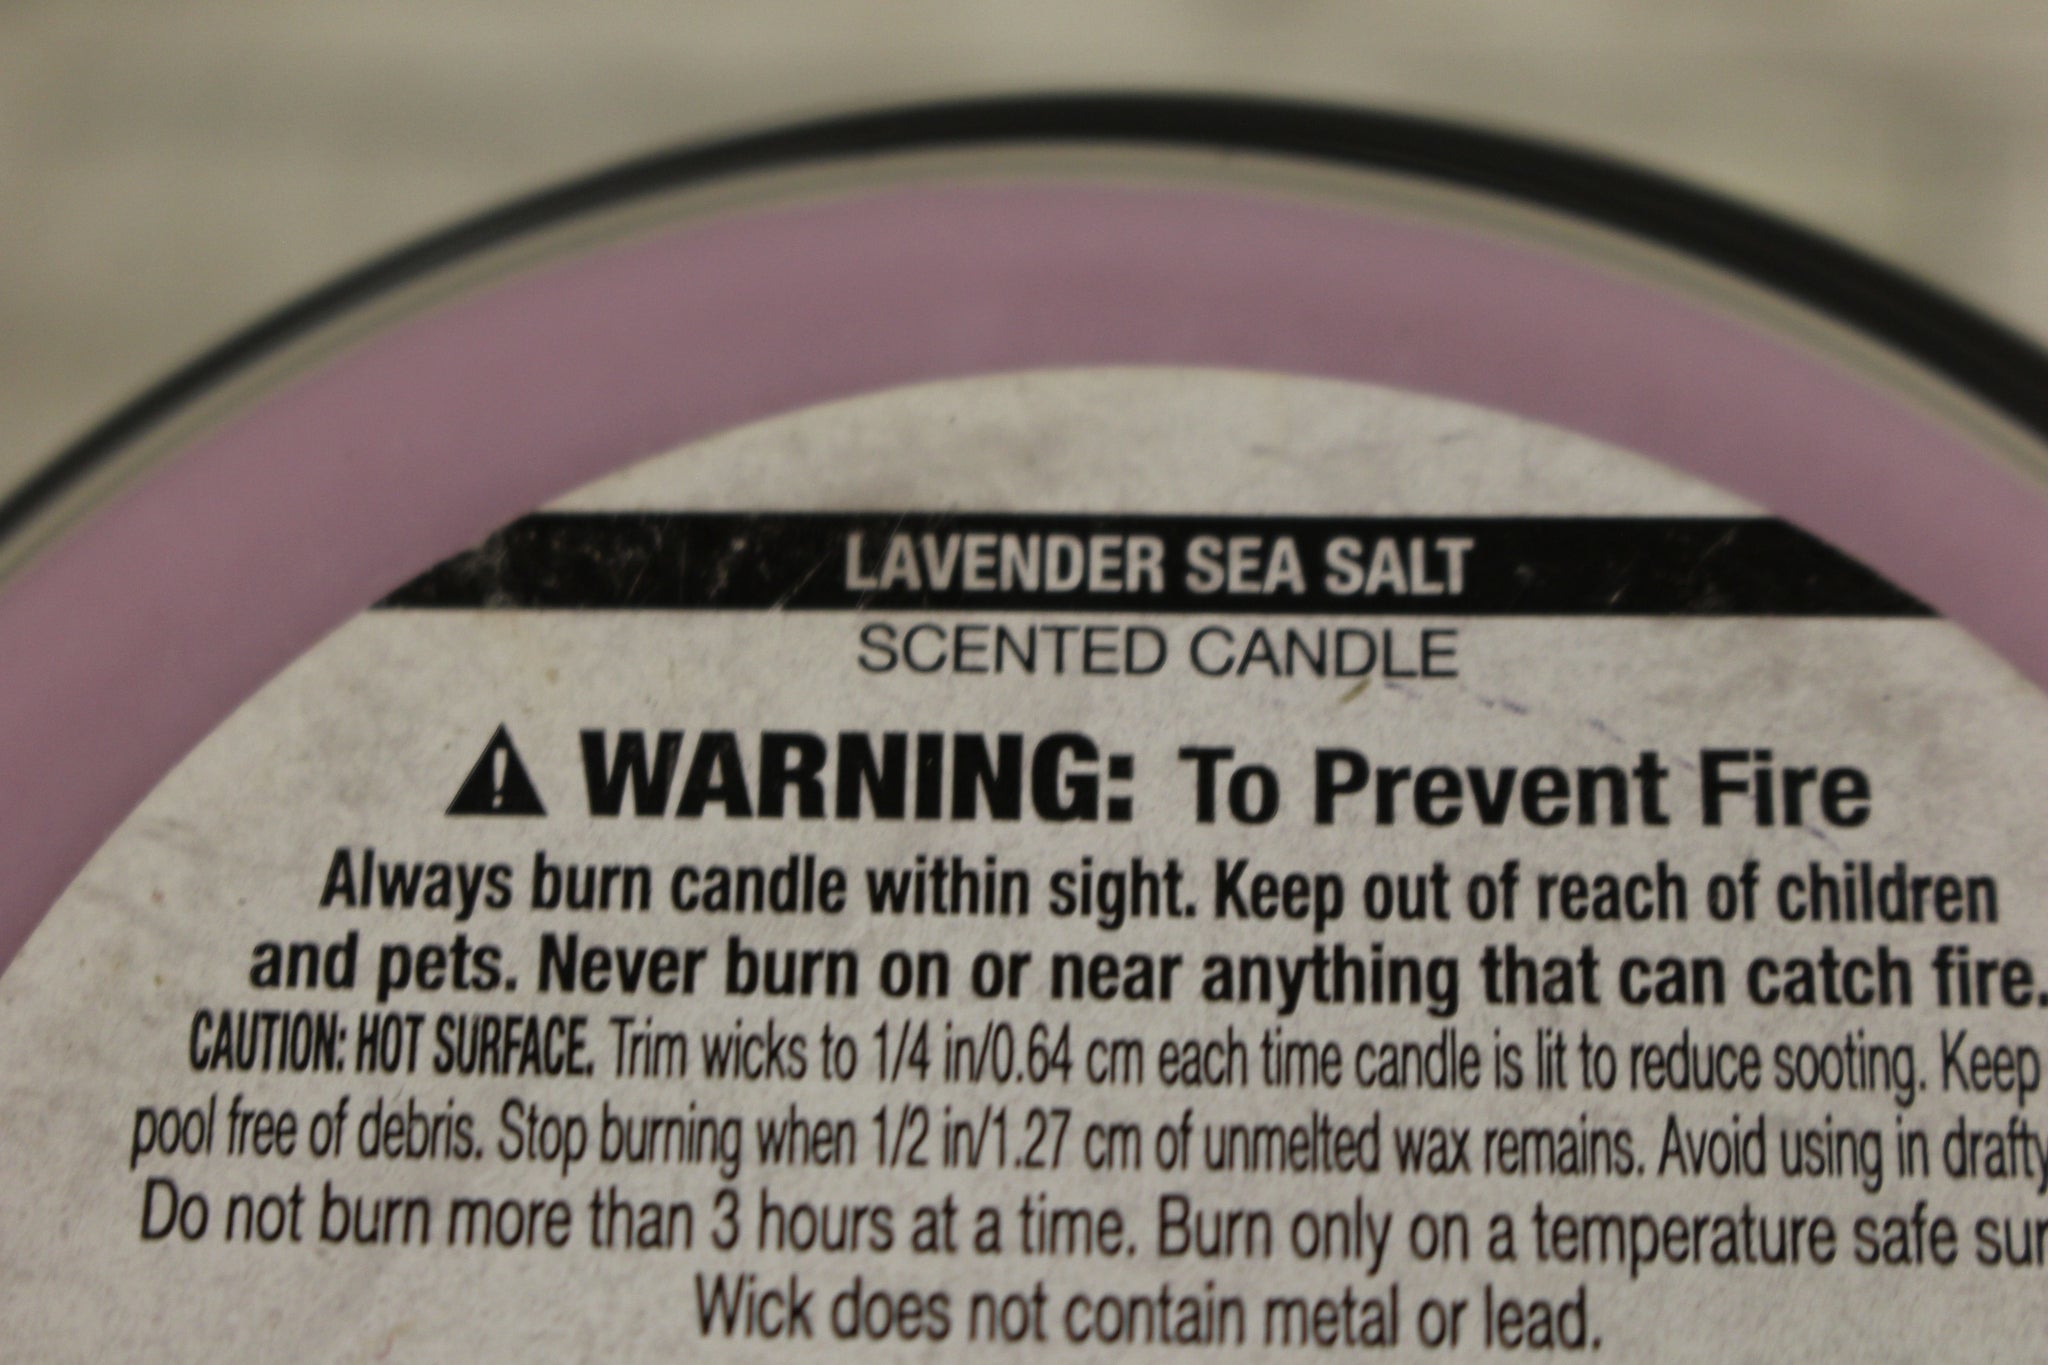 LAVENDER SEA SALT
SCENTED CANDLE
WARNING: To Prevent Fire
Always burn candle within sight. Keep out of reach of children
and pets. Never burn on or near anything that can catch fire.
CAUTION: HOT SURFACE. Trim wicks to 1/4 in/0.64 cm each time candle is lit to reduce sooting. Keep
pool free of debris. Stop burning when 1/2 in/1.27 cm of unmelted wax remains. Avoid using in drafty
Do not burn more than 3 hours at a time. Burn only on a temperature safe
Wick does not contain metal or lead.